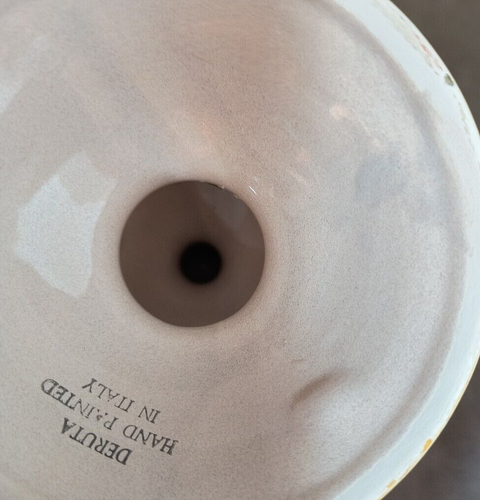 DERUTA
HAND PAINTED
IN ITALY